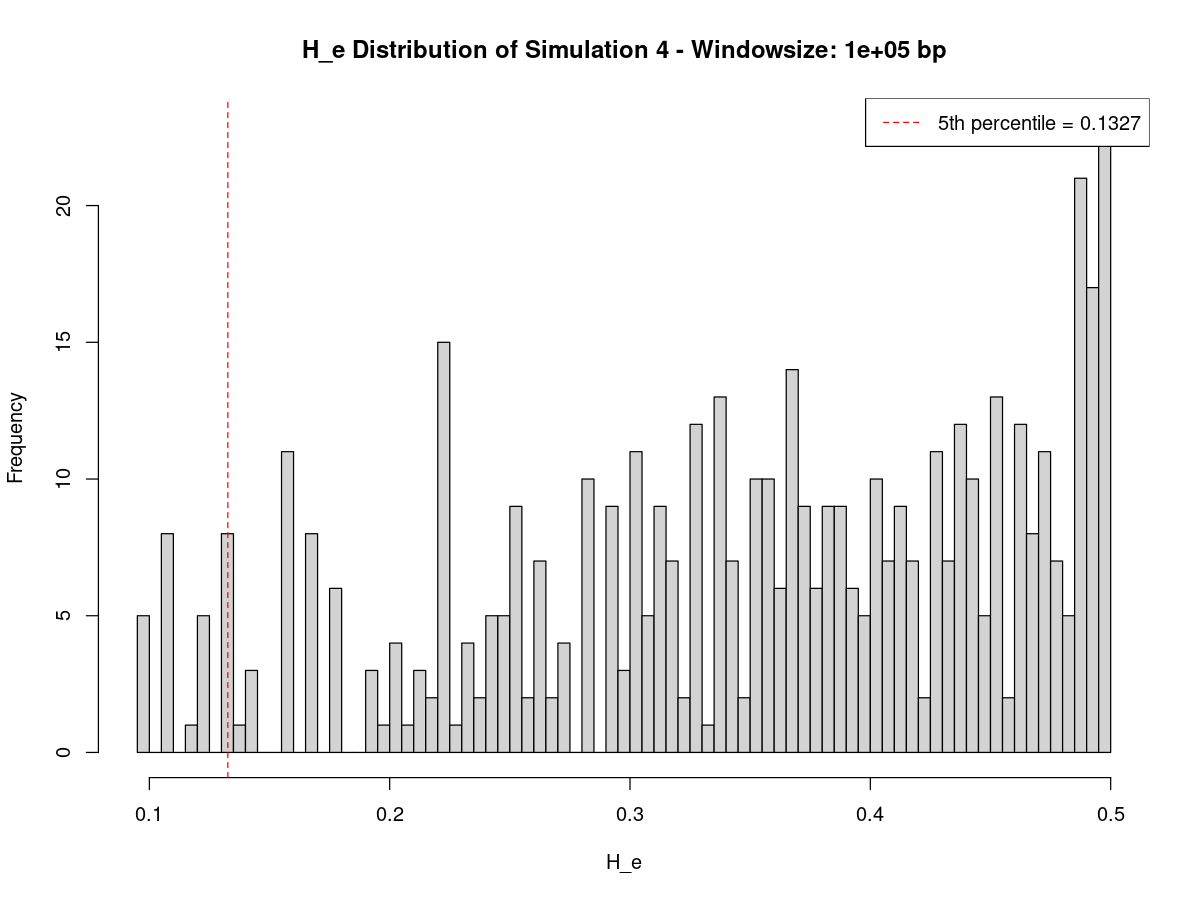 H_e Distribution of Simulation 4 - Windowsize: 1e+05 bp
5th percentile = 0.1327
Frequency
20
15
10
5
0
0.1 0.2 0.3 0.4 0.5
H_e